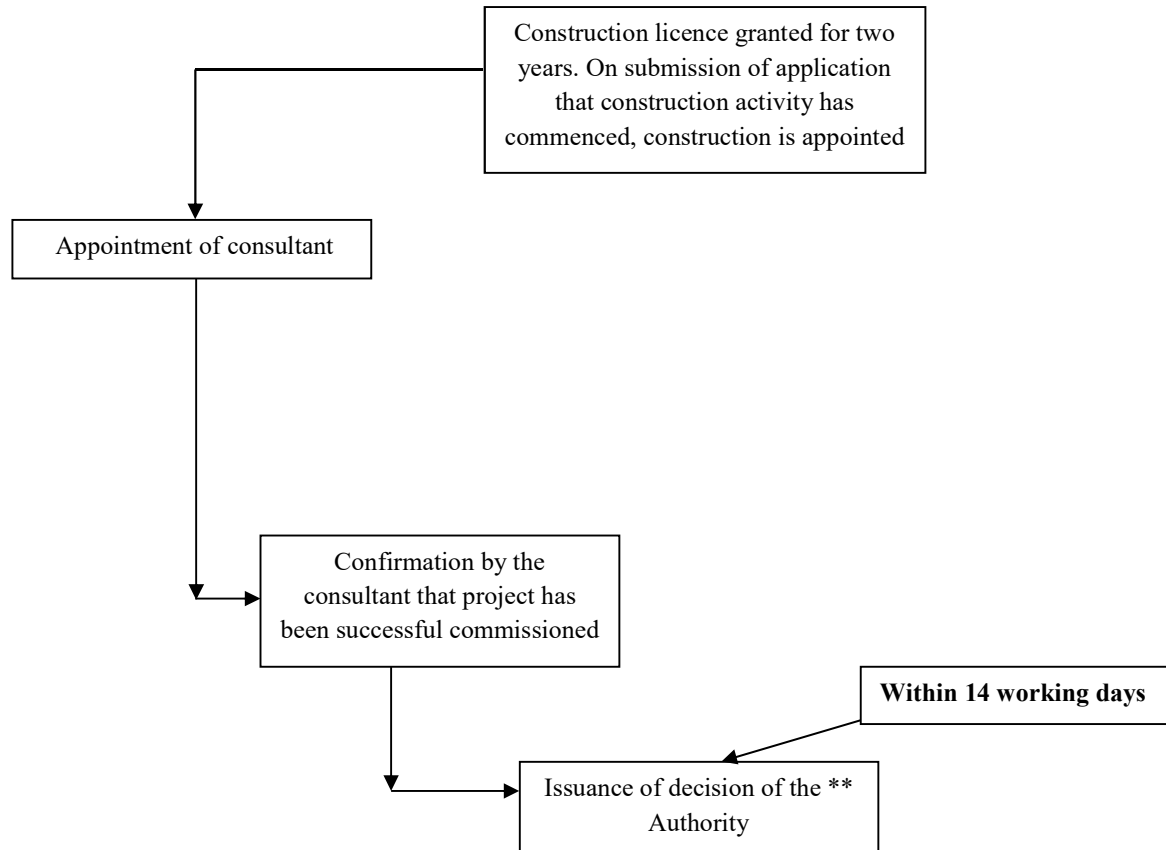 Construction licence granted for two
years. On submission of application
that construction activity has
commenced, construction is appointed
Appointment of consultant
Confirmation by the
consultant that project has
been successful commissioned
Within 14 working days
Issuance of decision of the **
Authority